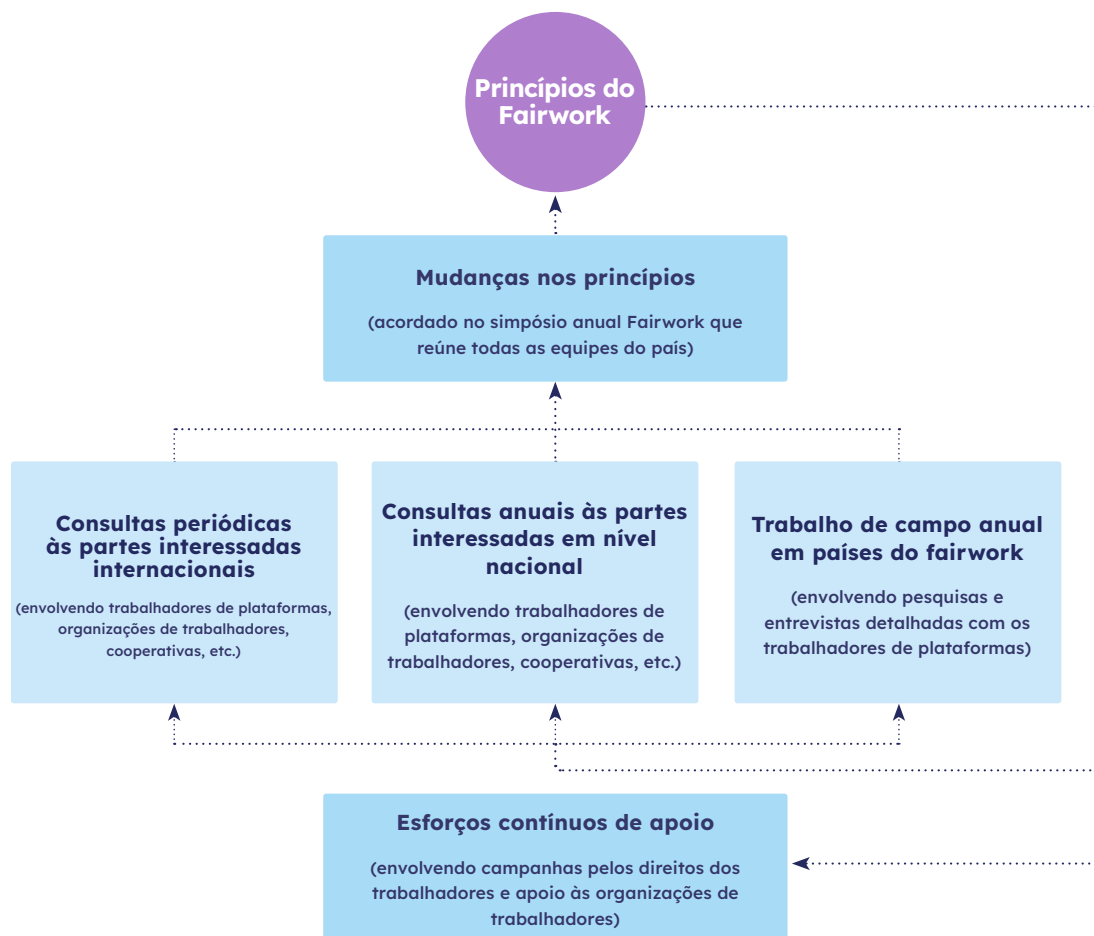 Princípios do
Fairwork
Mudanças nos princípios
(acordado no simpósio anual Fairwork que
reúne todas as equipes do país)
Consultas periódicas
às partes interessadas
internacionais
(envolvendo trabalhadores de plataformas,
organizações de trabalhadores,
cooperativas, etc.)
Consultas anuais às partes
interessadas em nível
nacional
(envolvendo trabalhadores de
plataformas, organizações de
trabalhadores, cooperativas, etc.)
Trabalho de campo anual
em países do fairwork
(envolvendo pesquisas e
entrevistas detalhadas com os
trabalhadores de plataformas)
Esforços contínuos de apoio
(envolvendo campanhas pelos direitos dos
trabalhadores e apoio às organizações de
trabalhadores)